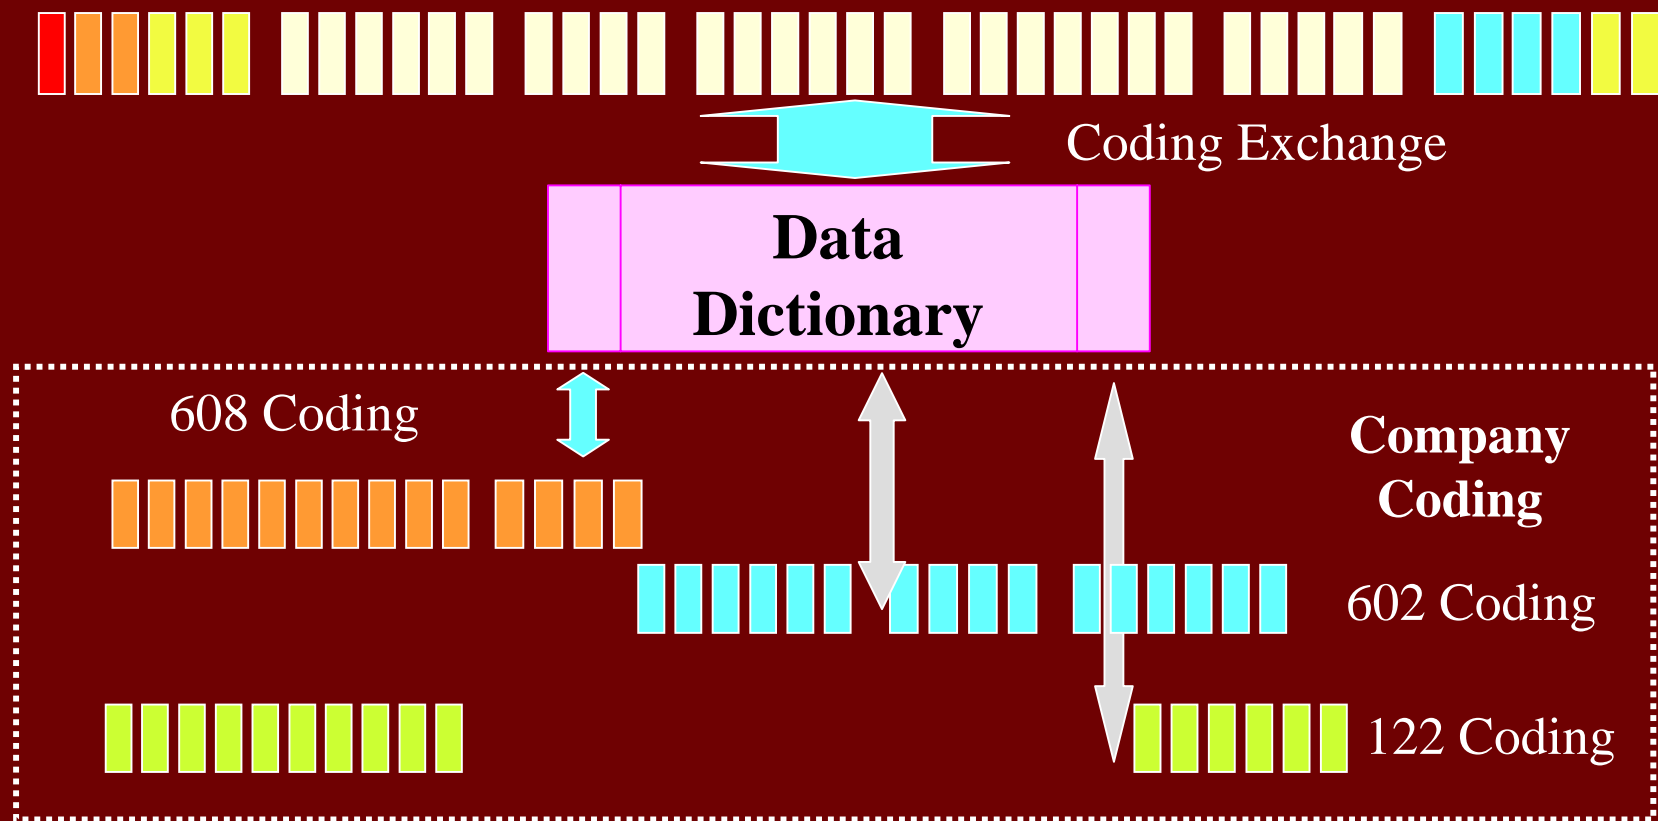 Coding Exchange
Data
Dictionary
608 Coding
Company
Coding
602 Coding
122 Coding